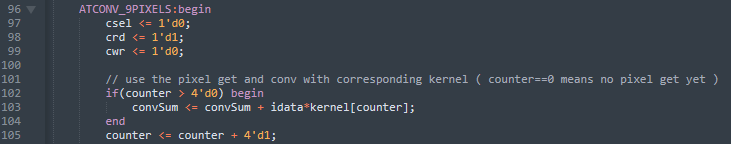 96 ATCONV_9PIXELS:begin
97 csel <= 1'd0;
98 crd <= 1'd1;
99 cwr <= 1'd0;
100
101 // use the pixel get and conv with corresponding kernel ( counter==0 means no pixel get yet )
102 if(counter > 4'd0) begin
103 convSum <= convSum + idata*kernel[counter];
104 end
105 counter <= counter + 4'd1;